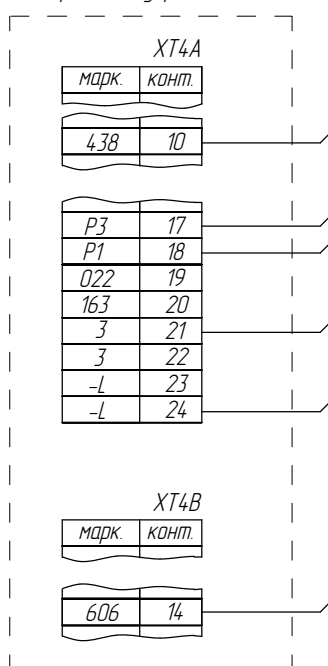 XT4A
марк. конт.
438 10
P3 17
P1 18
022 19
163 20
3 21
3 22
-L 23
-L 24
XT4B
марк. конт.
606 14